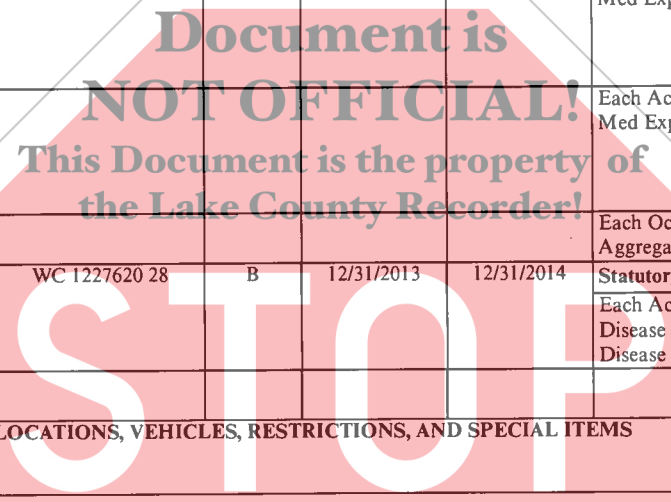 Med Exp
Document is
NOT OFFICIAL!
Each Ac
Med Exp
This Document is the property of
the Lake County Recorder!
Each Oc
Aggrega
WC 1227620 28 B 12/31/2013 12/31/2014 Statutor
Each Ac
Disease
Disease
STOP
LOCATIONS, VEHICLES, RESTRICTIONS, AND SPECIAL ITEMS